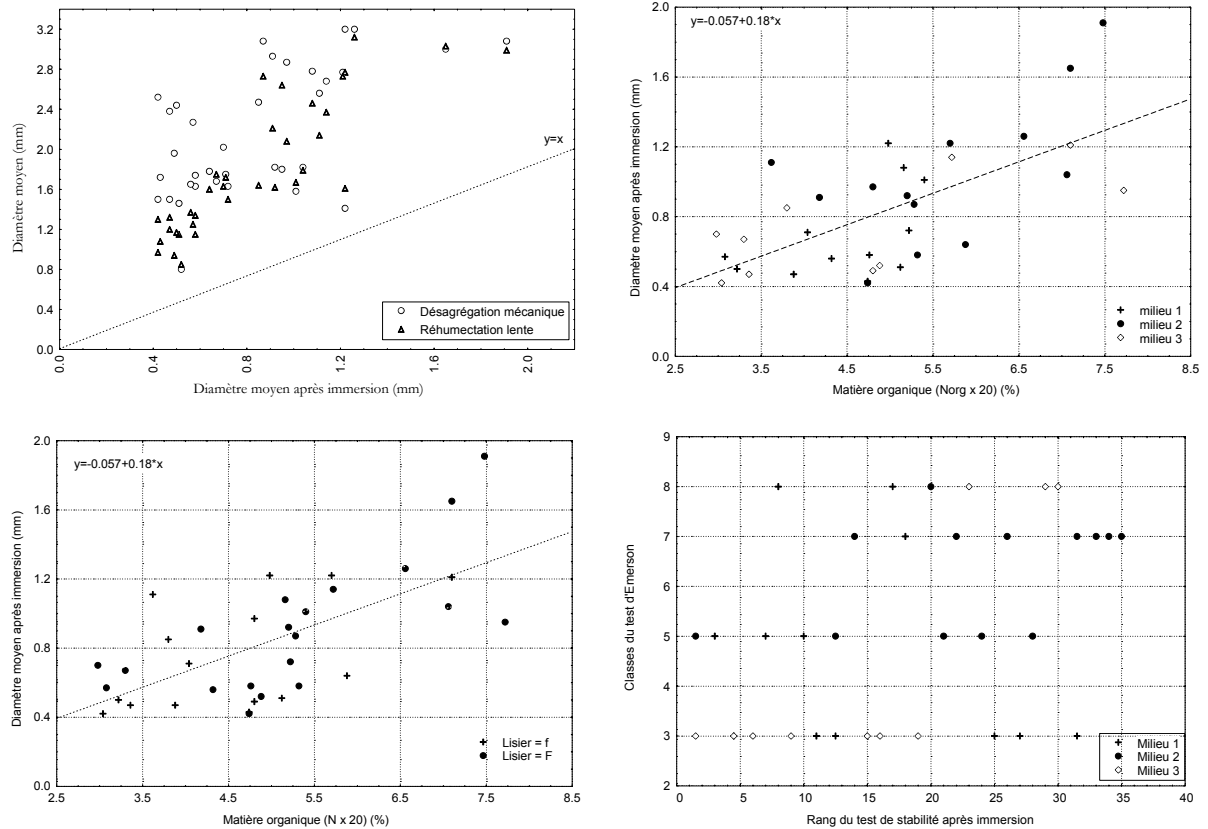 Diamètre moyen (mm)
3.2
2.8
2.4
2.0
1.6
1.2
0.8
0.4
0.0
y=x
Désagrégation mécanique
Réhumectation lente
0.0
0.4
0.8
1.2
1.6
2.0
Diamètre moyen après immersion (mm)
y=-0.057+0.18*x
Diamètre moyen après immersion (mm)
2.0
1.6
1.2
0.8
0.4
0.0
milieu 1
milieu 2
milieu 3
2.5 3.5 4.5 5.5 6.5 7.5 8.5
Matière organique (Norg x 20) (%)
y=-0.057+0.18*x
Diamètre moyen après immersion (mm)
2.0
1.6
1.2
0.8
0.4
0.0
Lisier = f
Lisier = F
2.5 3.5 4.5 5.5 6.5 7.5 8.5
Matière organique (N x 20) (%)
Classes du test d'Emerson
9
8
7
6
5
4
3
2
Milieu 1
Milieu 2
Milieu 3
0 5 10 15 20 25 30 35 40
Rang du test de stabilité après immersion